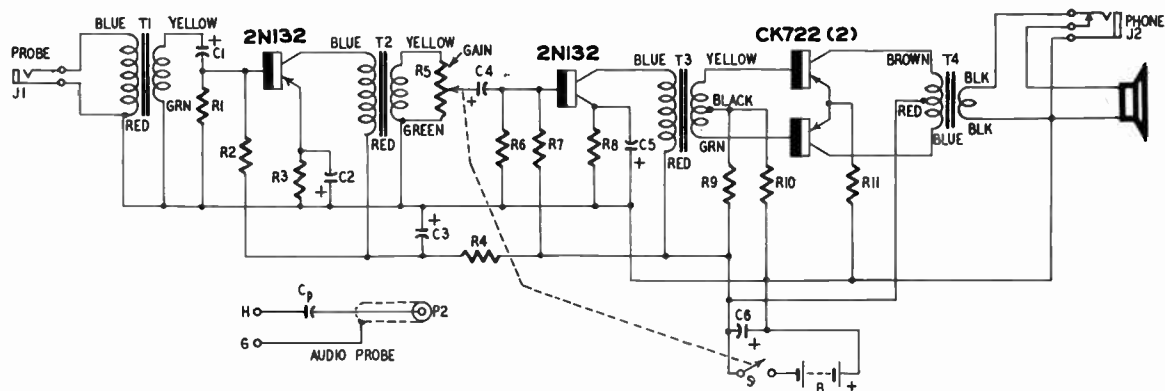 PROBE
J1
BLUE
T1
YELLOW
+
C1
RED
GRN
R1
2N132
R2
R3
+
C2
BLUE
T2
YELLOW
GAIN
R5
RED
GREEN
+
C3
R4
C4
+
R6
R7
2N132
R8
C5
+
BLUE
T3
YELLOW
BLACK
GRN
RED
R9
R10
CK722 (2)
R11
BROWN
T4
RED
BLUE
BLK
BLK
PHONE
J2
H
Cp
P2
G
AUDIO PROBE
C6
+
S
B
+